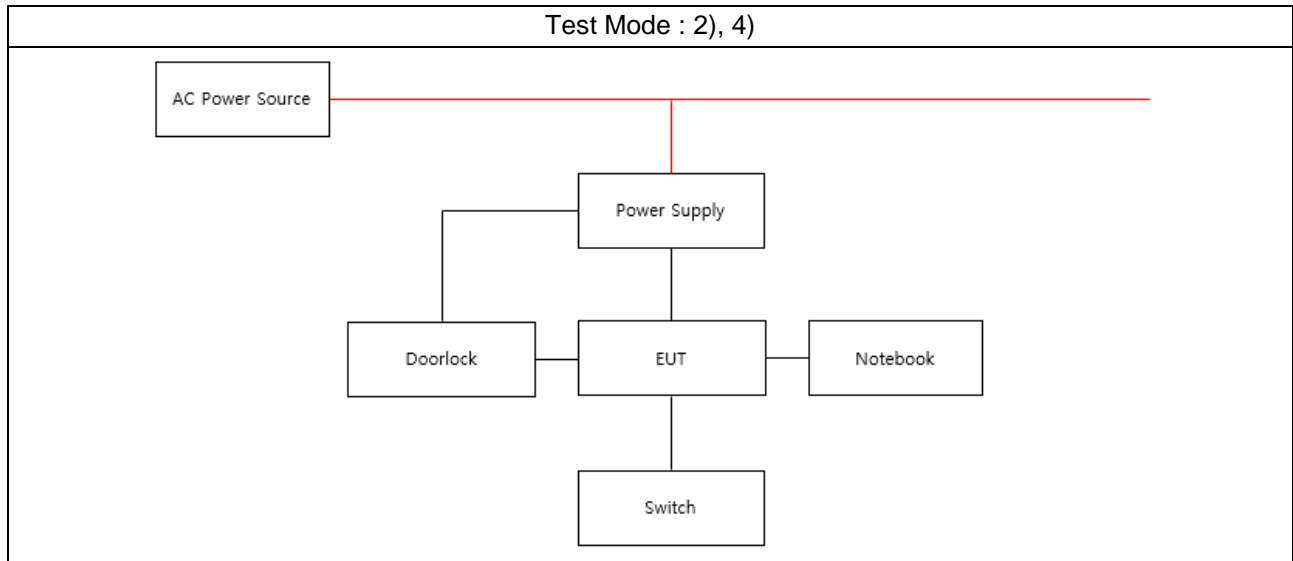 Test Mode : 2), 4)
AC Power Source
Power Supply
Doorlock
EUT
Notebook
Switch